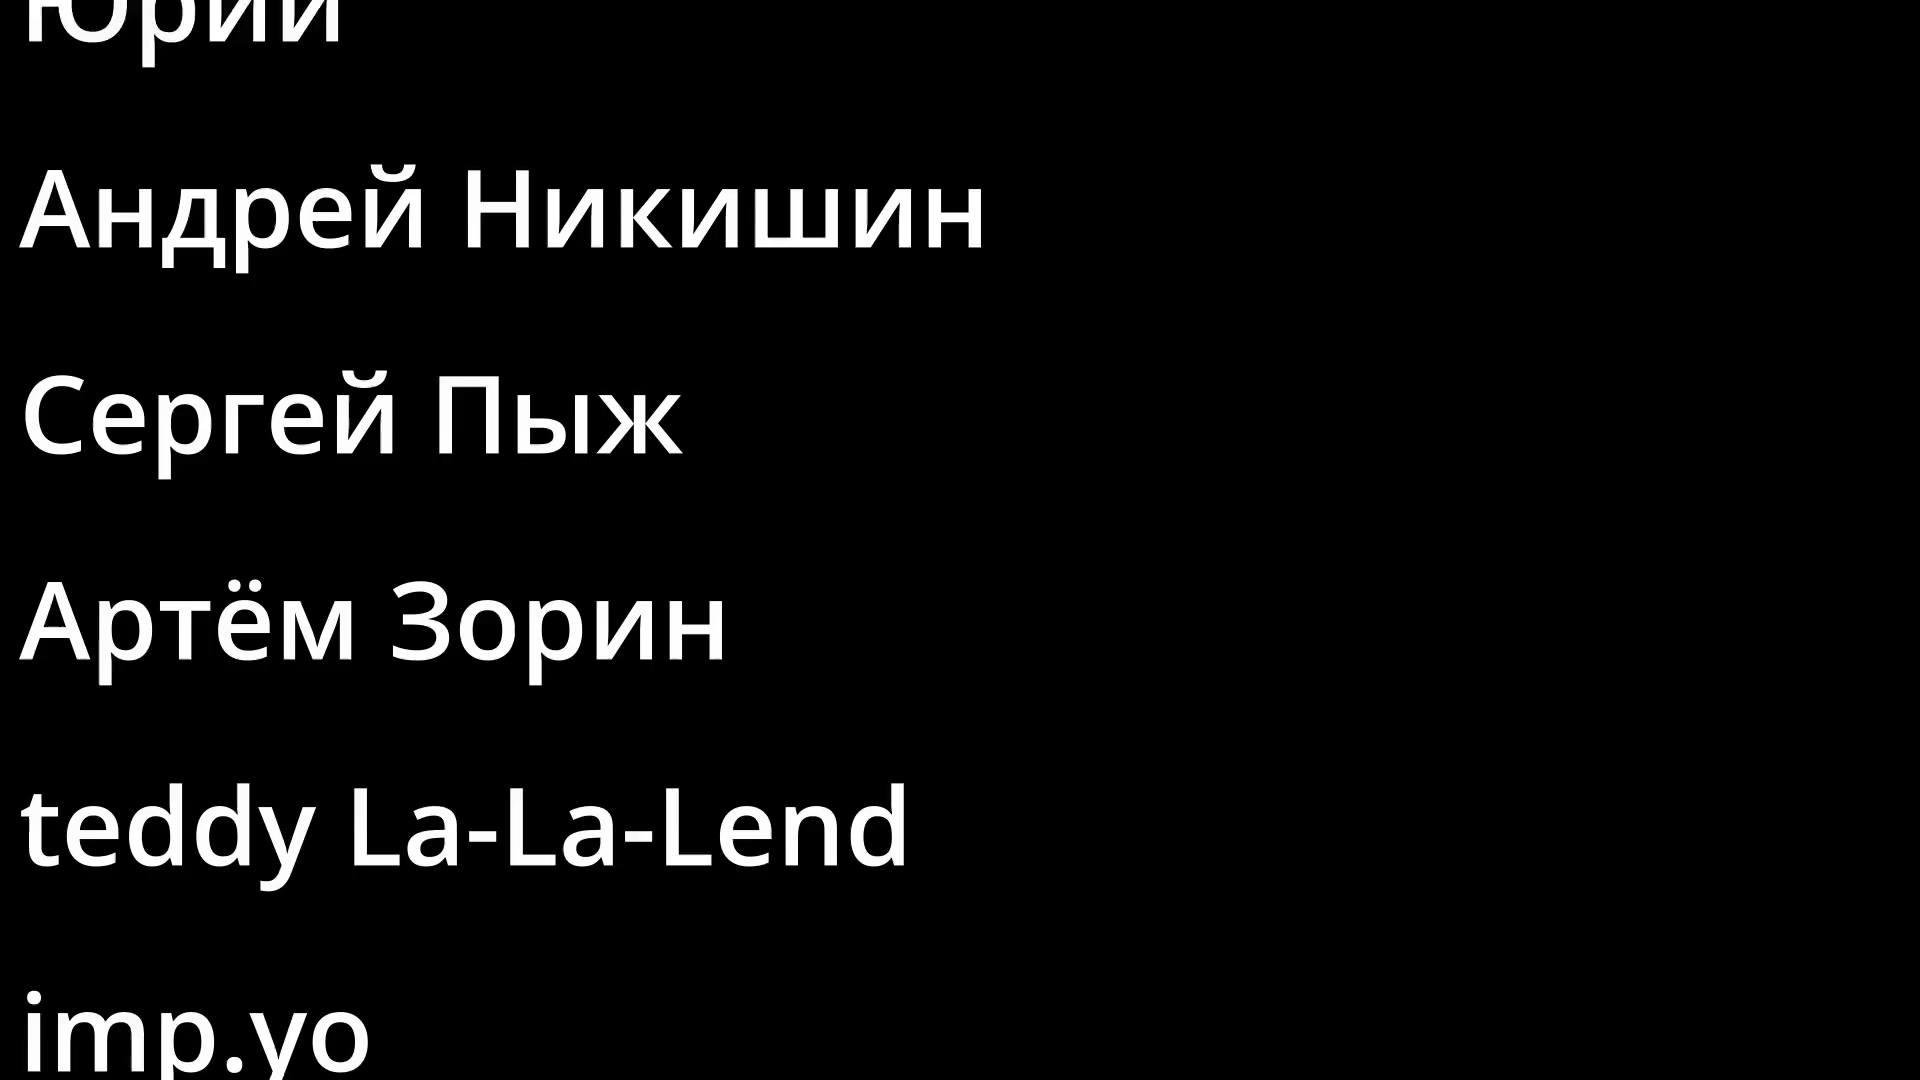 Юрий
Андрей Никишин
Сергей Пыж
Артём Зорин
teddy La-La-Lend
imp.yo